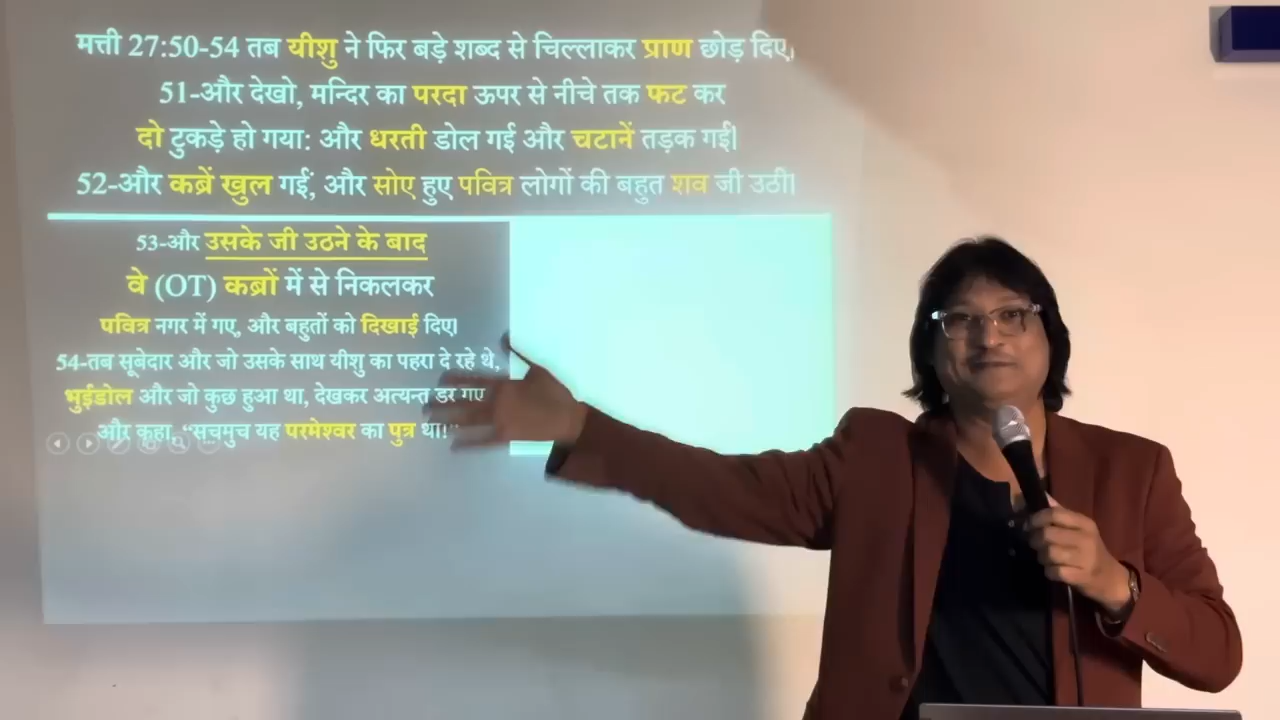 मत्ती 27:50-54 तब यीशु ने फिर बड़े शब्द से चिल्लाकर प्राण छोड़ दिए,
51-और देखो, मन्दिर का परदा ऊपर से नीचे तक फट कर
दो टुकड़े हो गया: और धरती डोल गई और चटानें तड़क गईं|
52-और कब्रें खुल गईं; और सोए हुए पवित्र लोगों की बहुत शव जी उठी|
53-और उसके जी उठने के बाद
वे (OT) कब्रों में से निकलकर
पवित्र नगर में गए, और बहुतों को दिखाई दिए|
54-तब सूबेदार और जो उसके साथ यीशु का पहरा दे रहे थे,
भुईंडोल और जो कुछ हुआ था, देखकर अत्यन्त डर गए
और कहा, “सचमुच यह परमेश्वर का पुत्र था!”